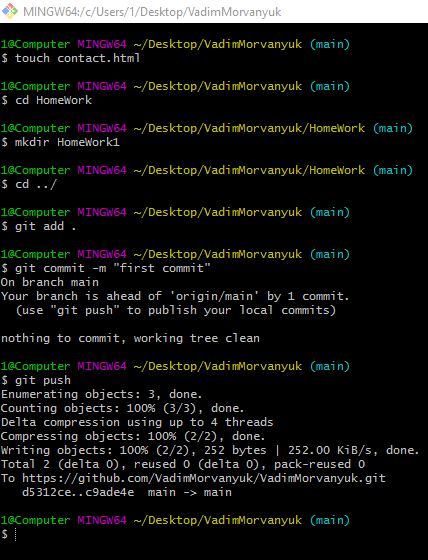 MINGW64:/c/Users/1/Desktop/VadimMorvanyuk
1@Computer MINGW64 ~/Desktop/VadimMorvanyuk (main)
$ touch contact.html
1@Computer MINGW64 ~/Desktop/VadimMorvanyuk (main)
$ cd HomeWork
1@Computer MINGW64 ~/Desktop/VadimMorvanyuk/HomeWork (main)
$ mkdir HomeWork1
1@Computer MINGW64 ~/Desktop/VadimMorvanyuk/HomeWork (main)
$ cd ../
1@Computer MINGW64 ~/Desktop/VadimMorvanyuk (main)
$ git add .
1@Computer MINGW64 ~/Desktop/VadimMorvanyuk (main)
$ git commit -m "first commit"
On branch main
Your branch is ahead of 'origin/main' by 1 commit.
  (use "git push" to publish your local commits)
nothing to commit, working tree clean
1@Computer MINGW64 ~/Desktop/VadimMorvanyuk (main)
$ git push
Enumerating objects: 3, done.
Counting objects: 100% (3/3), done.
Delta compression using up to 4 threads
Compressing objects: 100% (2/2), done.
Writing objects: 100% (2/2), 252 bytes | 252.00 KiB/s, done.
Total 2 (delta 0), reused 0 (delta 0), pack-reused 0
To https://github.com/VadimMorvanyuk/VadimMorvanyuk.git
   d5312ce..c9ade4e  main -> main
1@Computer MINGW64 ~/Desktop/VadimMorvanyuk (main)
$